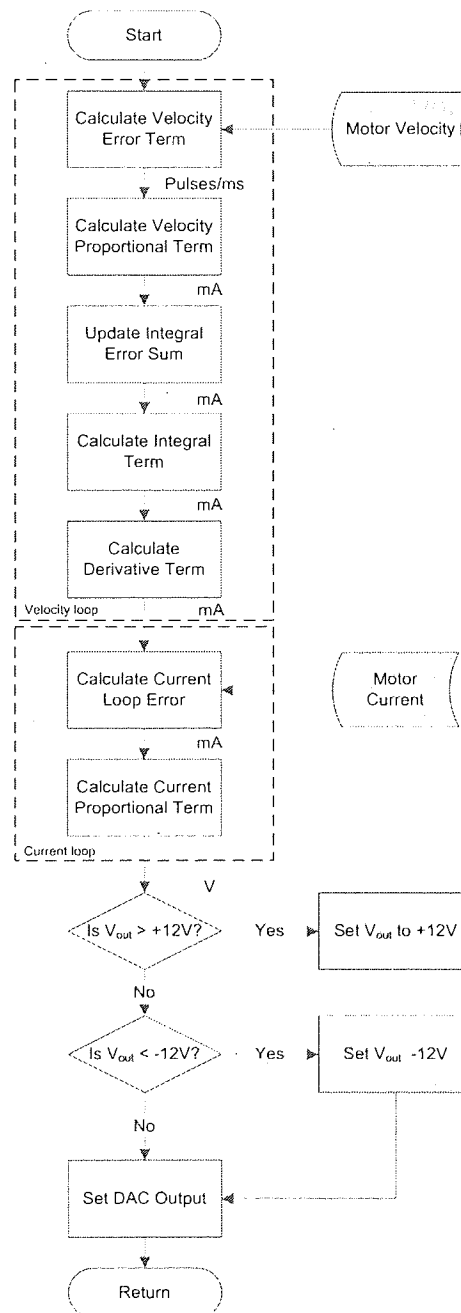 Start
Calculate Velocity
Error Term
Motor Velocity
Pulses/ms
Calculate Velocity
Proportional Term
mA
Update Integral
Error Sum
mA
Calculate Integral
Term
mA
Calculate
Derivative Term
Velocity loop
mA
Calculate Current
Loop Error
Motor
Current
mA
Calculate Current
Proportional Term
Current loop
V
Is Vout > +12V?
Yes
Set Vout to +12V
No
Is Vout < -12V?
Yes
Set Vout -12V
No
Set DAC Output
Return